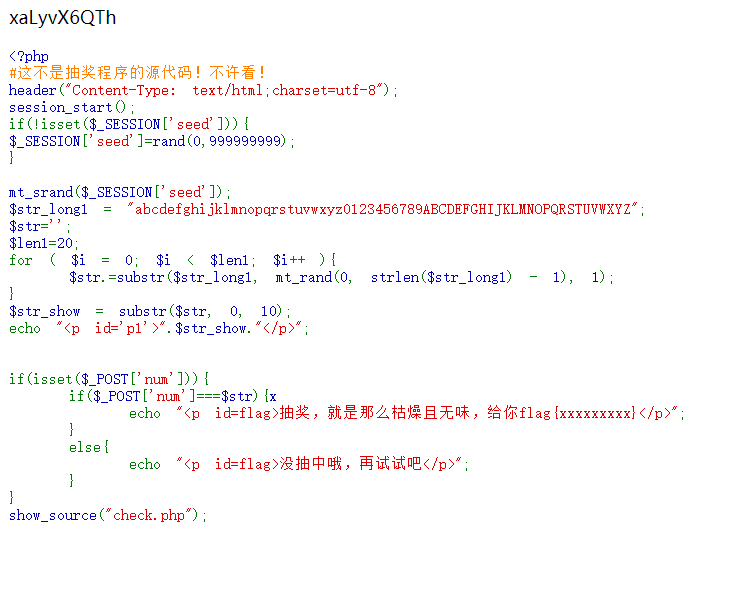 xaLyvX6QTh
<?php
#这不是抽奖程序的源代码！不许看！
header("Content-Type: text/html;charset=utf-8");
session_start();
if(!isset($_SESSION['seed'])){
$_SESSION['seed']=rand(0,999999999);
}
mt_srand($_SESSION['seed']);
$str_long1 = "abcdefghijklmnopqrstuvwxyz0123456789ABCDEFGHIJKLMNOPQRSTUVWXYZ";
$str='';
$len1=20;
for ( $i = 0; $i < $len1; $i++ ){
$str.=substr($str_long1, mt_rand(0, strlen($str_long1) - 1), 1);
}
$str_show = substr($str, 0, 10);
echo "<p id='p1'>".$str_show."</p>";
if(isset($_POST['num'])){
if($_POST['num']===$str){x
echo "<p id=flag>抽奖，就是那么枯燥且无味，给你flag{xxxxxxxxx}</p>";
}
else{
echo "<p id=flag>没抽中哦，再试试吧</p>";
}
}
show_source("check.php");